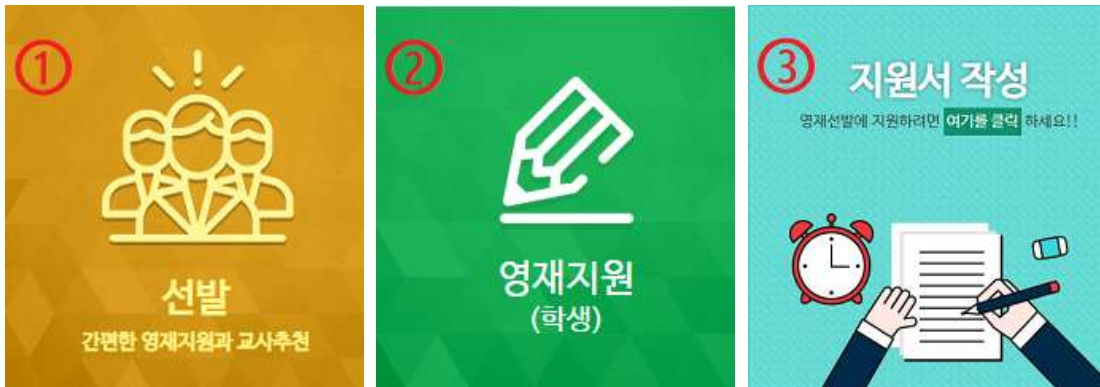 ①
선발
간편한 영재지원과 교사추천
②
영재지원
(학생)
③
지원서 작성
영재선발에 지원하려면 여기를 클릭 하세요!!